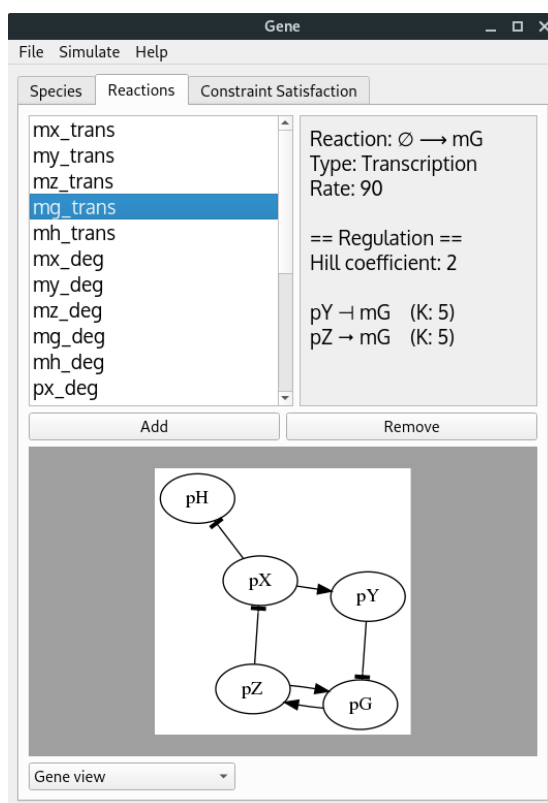 Gene
File Simulate Help
Species Reactions Constraint Satisfaction
mx_trans
my_trans
mz_trans
mg_trans
mh_trans
mx_deg
my_deg
mz_deg
mg_deg
mh_deg
px_deg
Reaction: ∅ ⟶ mG
Type: Transcription
Rate: 90
== Regulation ==
Hill coefficient: 2
pY ⊣ mG (K: 5)
pZ → mG (K: 5)
Add
Remove
pH
pX
pY
pZ
pG
Gene view